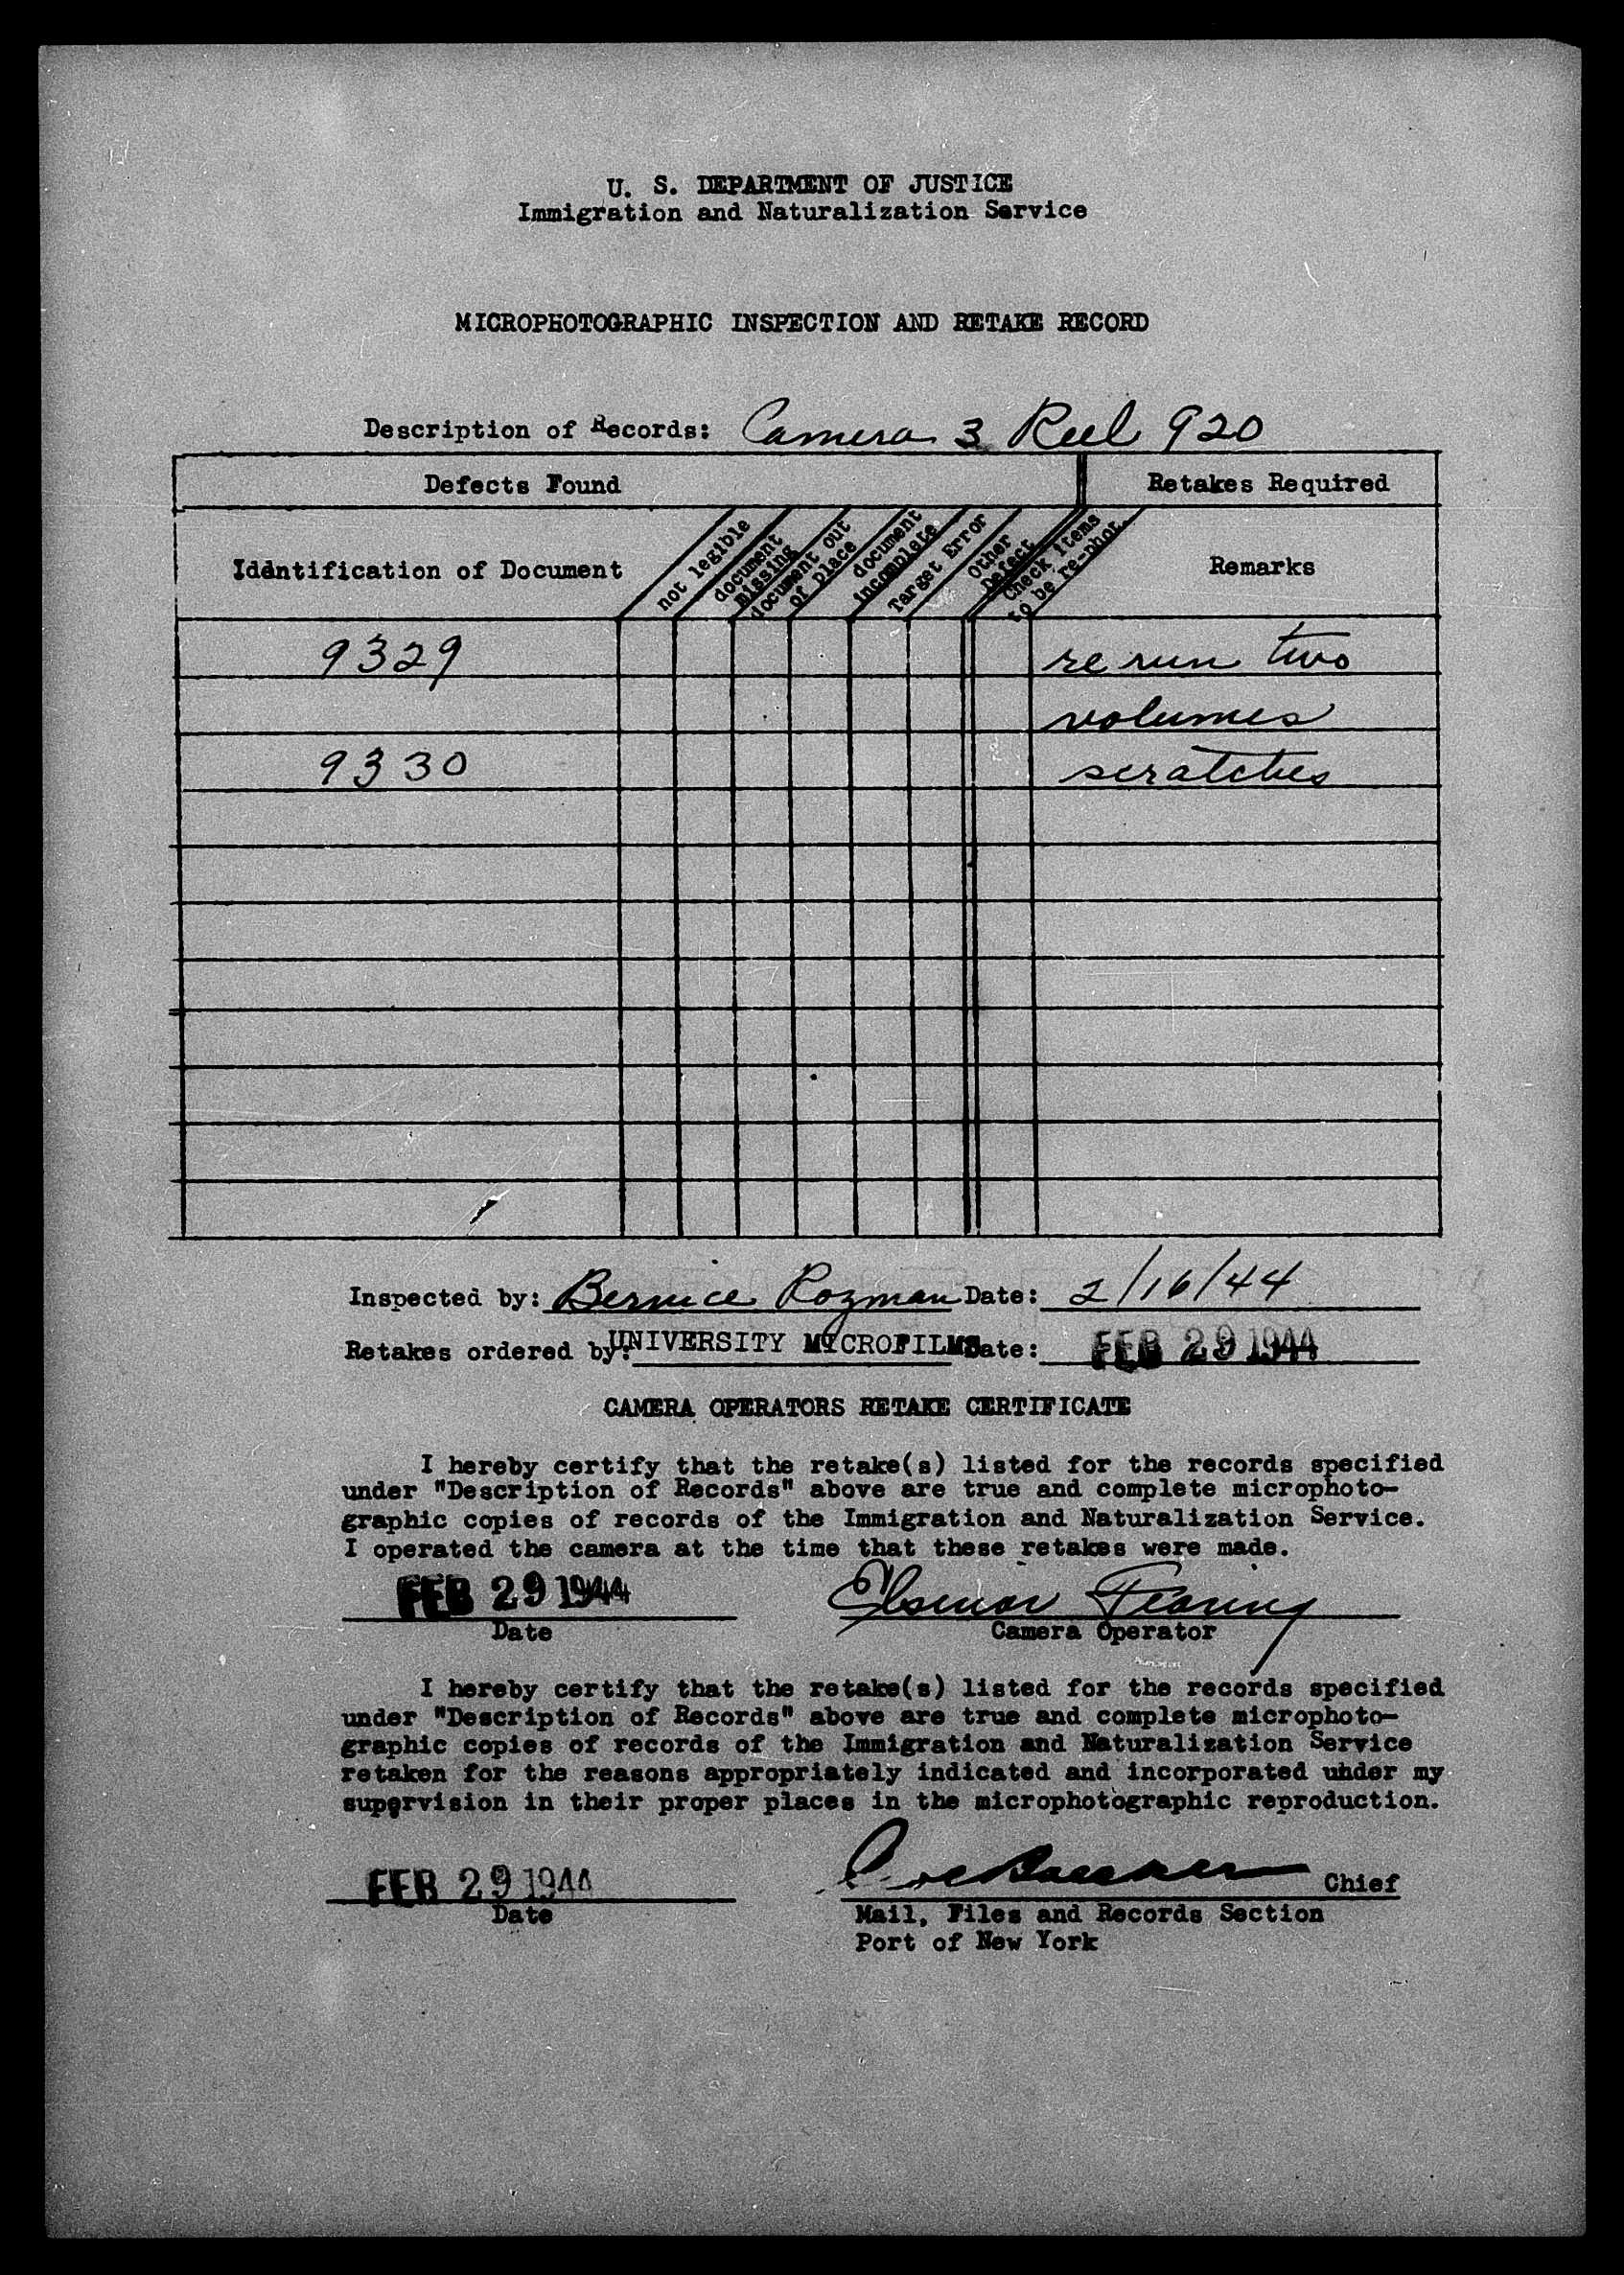 U. S. DEPARTMENT OF JUSTICE
Immigration and Naturalization Service
MICROPHOTOGRAPHIC INSPECTION AND RETAKE RECORD
Description of Records: Camera 3 Reel 920
Defects Found
Retakes Required
Identification of Document
not legible
document missing
document out of place
document incomplete
Target Error
Other Defect
Check items to be re-phot.
Remarks
9329 re run two
volumes
9330 scratches
Inspected by: Bernice Rozman Date: 2/16/44
Retakes ordered by: UNIVERSITY MICROFILMS Date: FEB 29 1944
CAMERA OPERATORS RETAKE CERTIFICATE
I hereby certify that the retake(s) listed for the records specified
under "Description of Records" above are true and complete microphoto-
graphic copies of records of the Immigration and Naturalization Service.
I operated the camera at the time that these retakes were made.
FEB 29 1944
Date
Camera Operator
I hereby certify that the retake(s) listed for the records specified
under "Description of Records" above are true and complete microphoto-
graphic copies of records of the Immigration and Naturalization Service
retaken for the reasons appropriately indicated and incorporated under my
supervision in their proper places in the microphotographic reproduction.
FEB 29 1944
Date
Chief
Mail, Files and Records Section
Port of New York